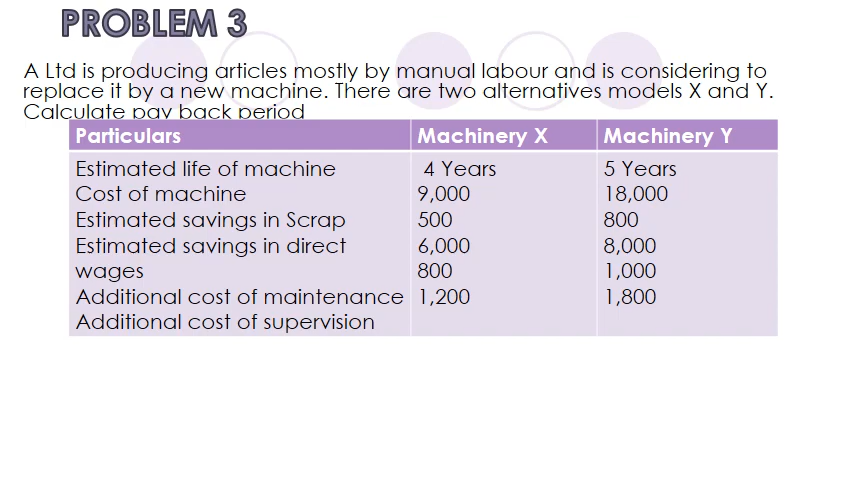 PROBLEM 3
A Ltd is producing articles mostly by manual labour and is considering to
replace it by a new machine. There are two alternatives models X and Y.
Calculate pay back period
Particulars Machinery X Machinery Y
Estimated life of machine 4 Years 5 Years
Cost of machine 9,000 18,000
Estimated savings in Scrap 500 800
Estimated savings in direct 6,000 8,000
wages 800 1,000
Additional cost of maintenance 1,200 1,800
Additional cost of supervision